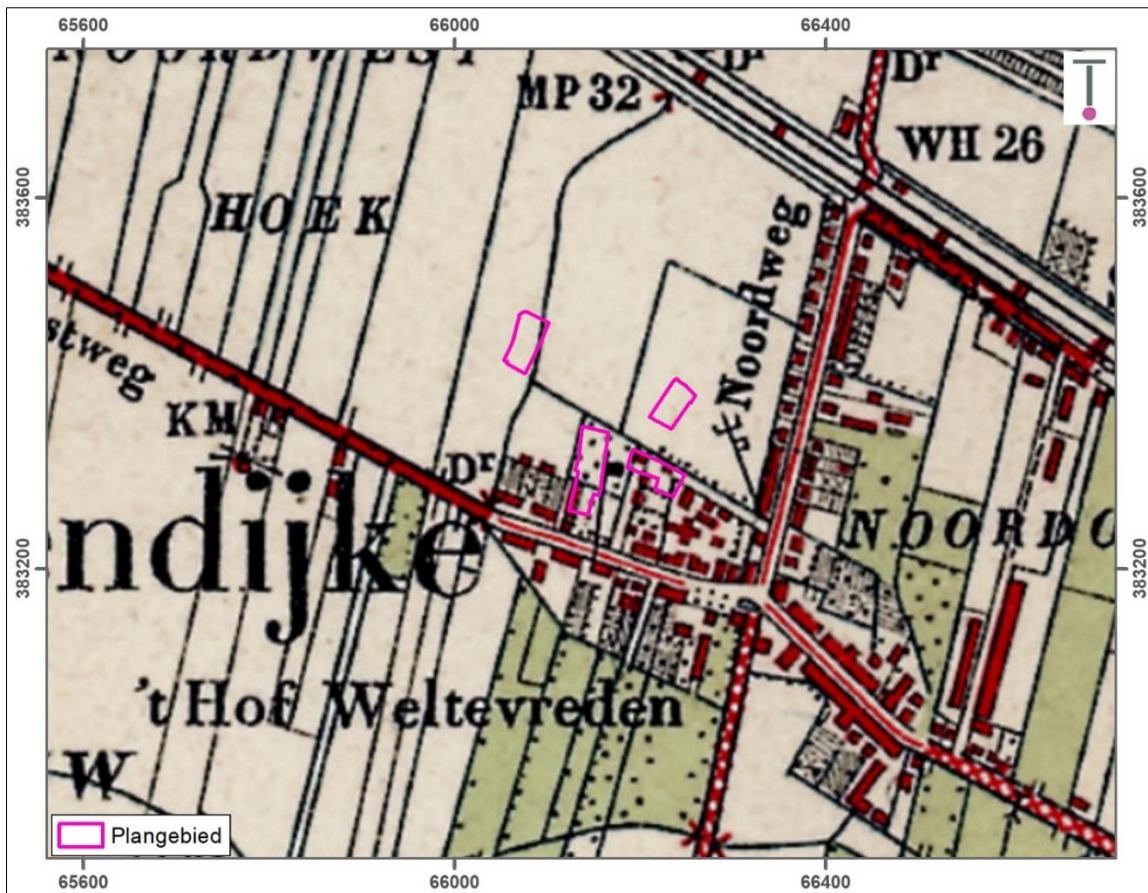 65600 66000 66400
NOORDWEST
Dr
Dr
MP 32
WH 26
383600
383600
HOEK
Noordweg
stweg
KM
Dr
ndijke
NOORDO
383200
383200
't Hof Weltevreden
W
Plangebied
65600 66000 66400